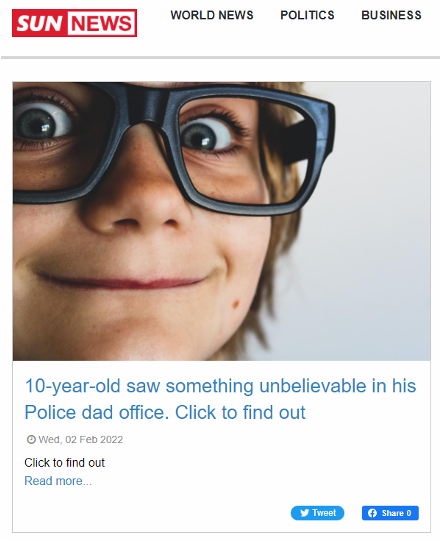 SUN NEWS WORLD NEWS POLITICS BUSINESS
10-year-old saw something unbelievable in his
Police dad office. Click to find out
Wed, 02 Feb 2022
Click to find out
Read more...
Tweet Share 0